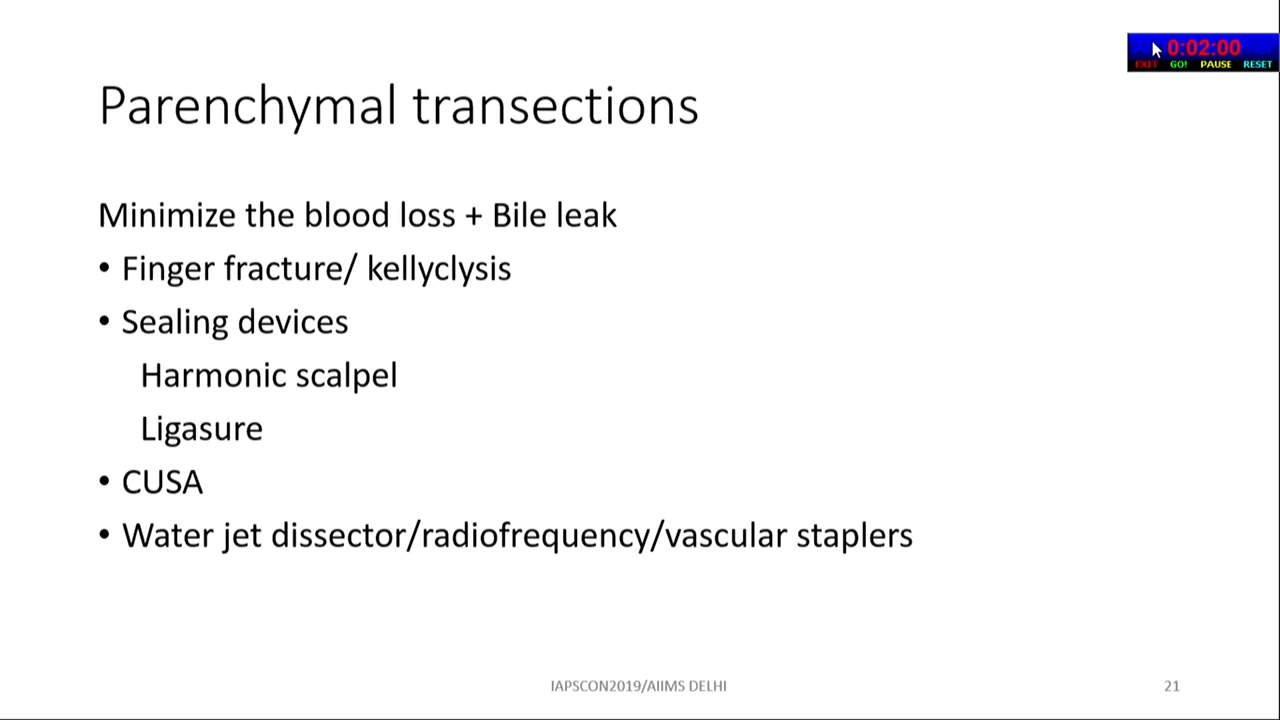 0:02:00
EXIT GO! PAUSE RESET
Parenchymal transections
Minimize the blood loss + Bile leak
• Finger fracture/ kellyclysis
• Sealing devices
Harmonic scalpel
Ligasure
• CUSA
• Water jet dissector/radiofrequency/vascular staplers
IAPSCON2019/AIIMS DELHI
21